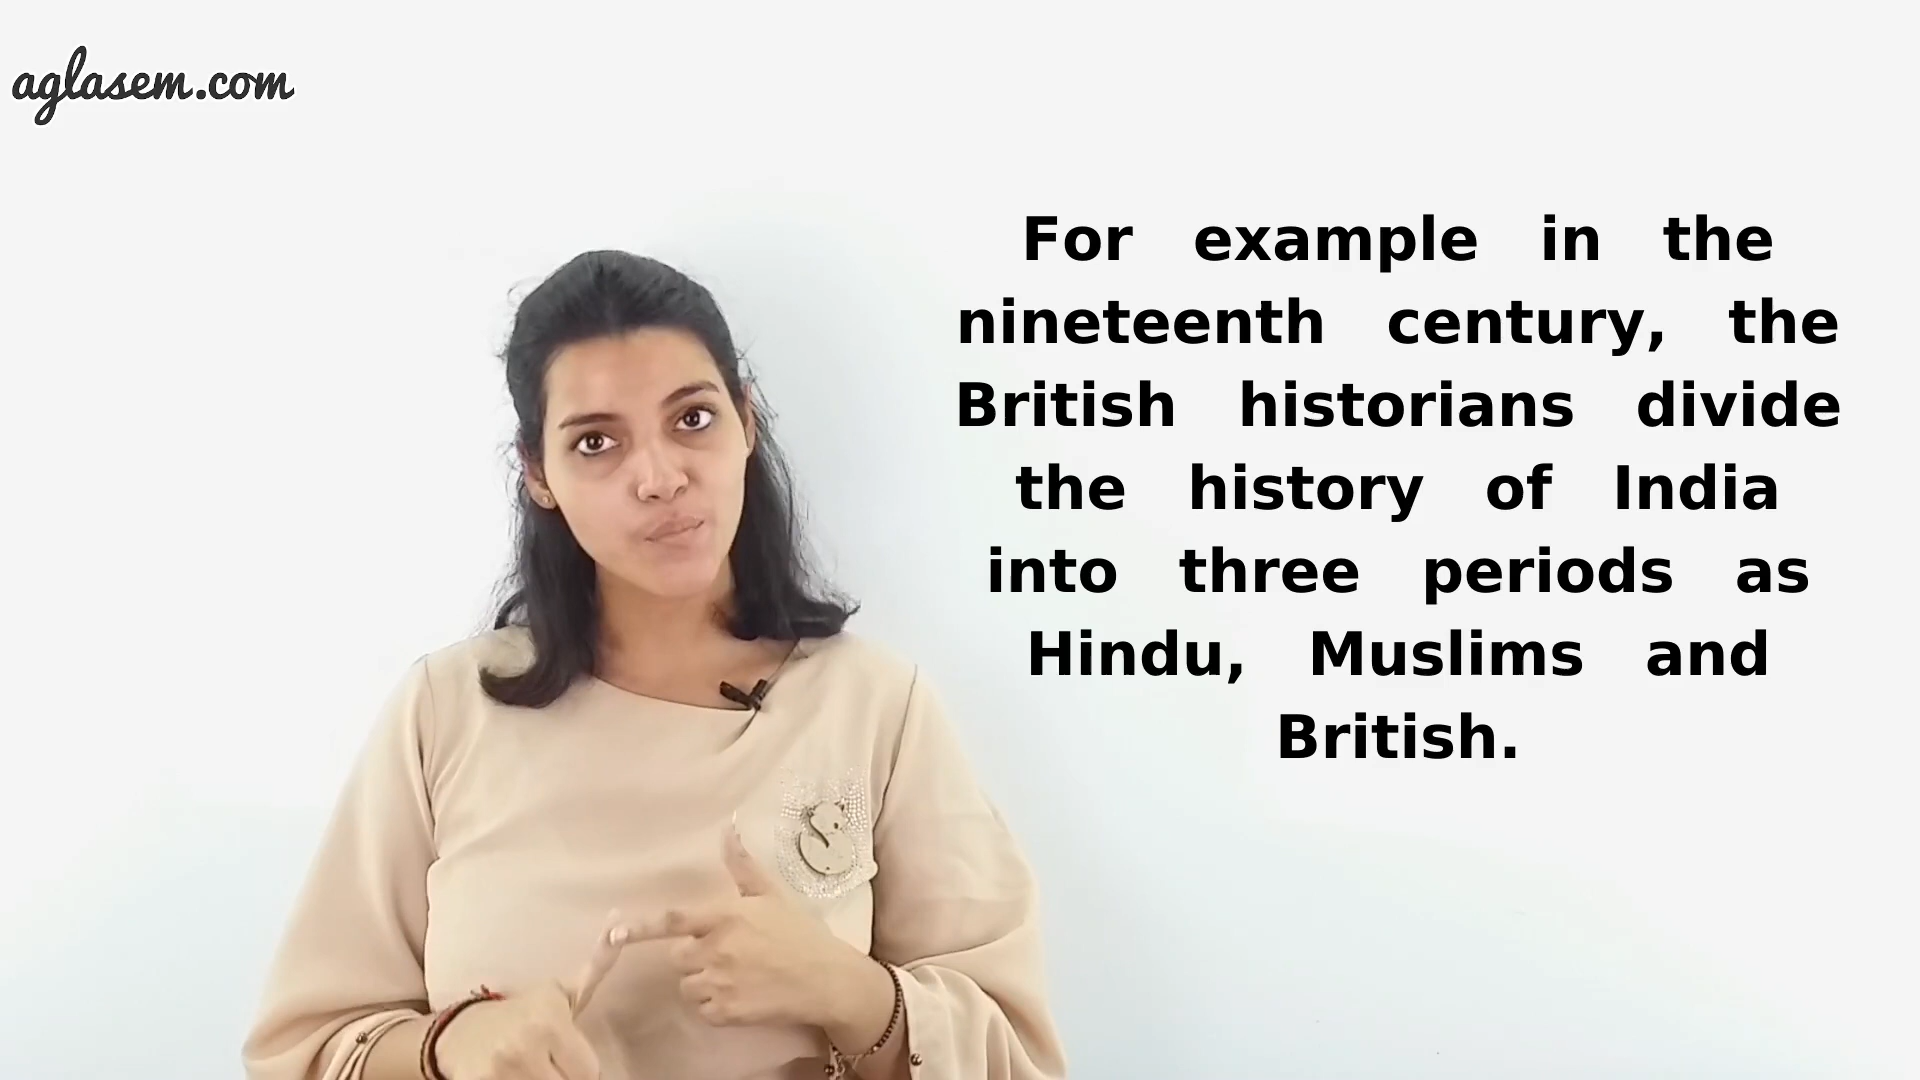 aglasem.com
For example in the
nineteenth century, the
British historians divide
the history of India
into three periods as
Hindu, Muslims and
British.